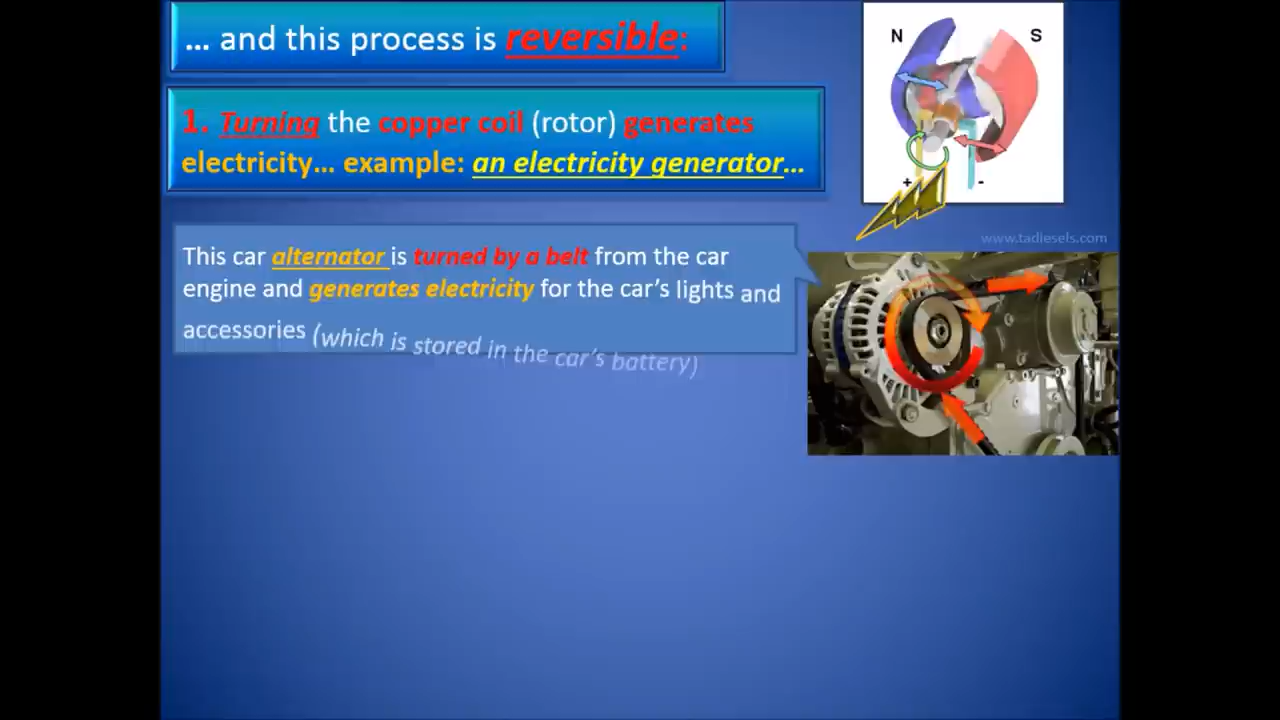 ... and this process is reversible:
1. Turning the copper coil (rotor) generates
electricity... example: an electricity generator...
N S
+ -
www.tadiesels.com
This car alternator is turned by a belt from the car
engine and generates electricity for the car's lights and
accessories (which is stored in the car's battery)